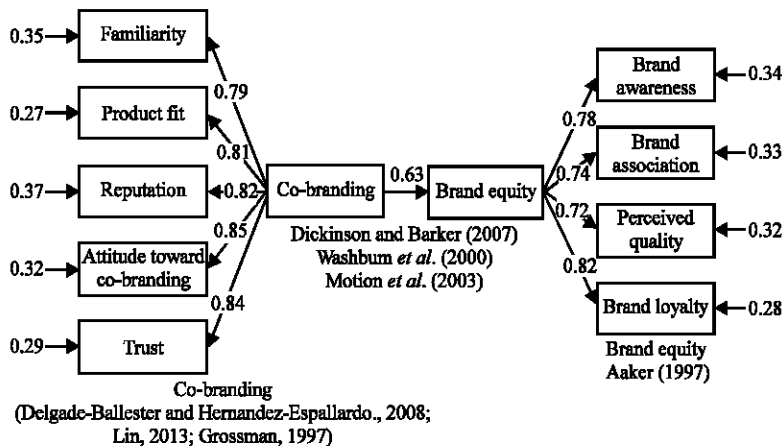 0.35
Familiarity
0.27
Product fit
0.37
Reputation
0.32
Attitude toward
co-branding
0.29
Trust
0.79
0.81
0.82
0.85
0.84
Co-branding
0.63
Brand equity
Dickinson and Barker (2007)
Washbum et al. (2000)
Motion et al. (2003)
0.78
0.74
0.72
0.82
Brand
awareness
0.34
Brand
association
0.33
Perceived
quality
0.32
Brand loyalty
0.28
Brand equity
Aaker (1997)
Co-branding
(Delgade-Ballester and Hernandez-Espallardo., 2008;
Lin, 2013; Grossman, 1997)